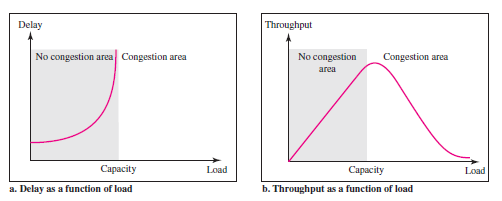 Delay
No congestion area
Congestion area
Capacity
Load
a. Delay as a function of load
Throughput
No congestion
area
Congestion area
Capacity
Load
b. Throughput as a function of load